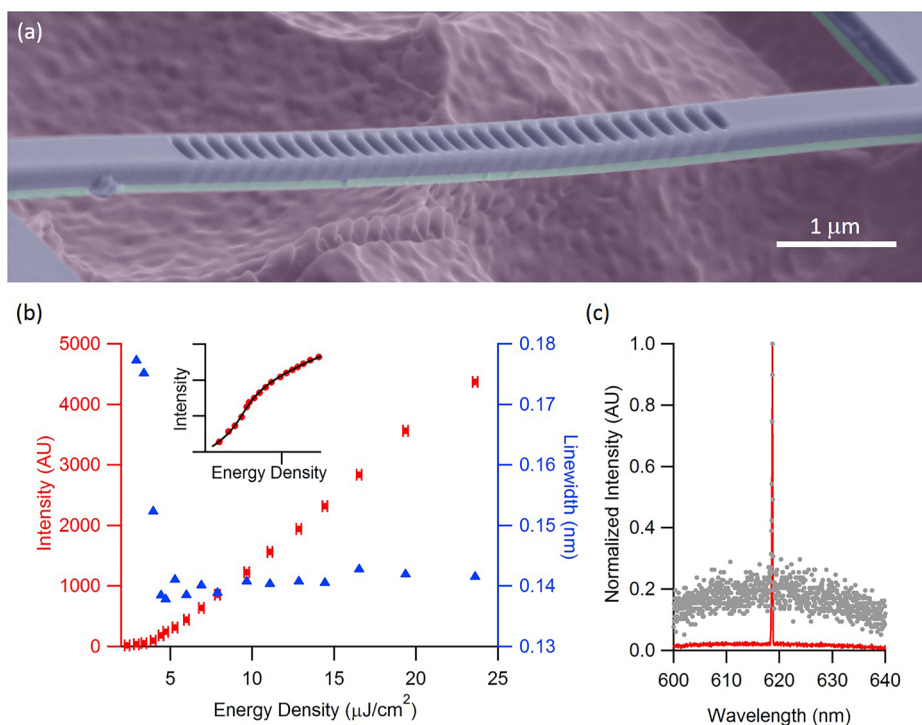 (a)
1 μm
(b)
5000
4000
3000
2000
1000
0
Intensity (AU)
Intensity
Energy Density
5
10
15
20
25
Energy Density (μJ/cm²)
0.18
0.17
0.16
0.15
0.14
0.13
Linewidth (nm)
(c)
1.0
0.8
0.6
0.4
0.2
0.0
Normalized Intensity (AU)
600
610
620
630
640
Wavelength (nm)